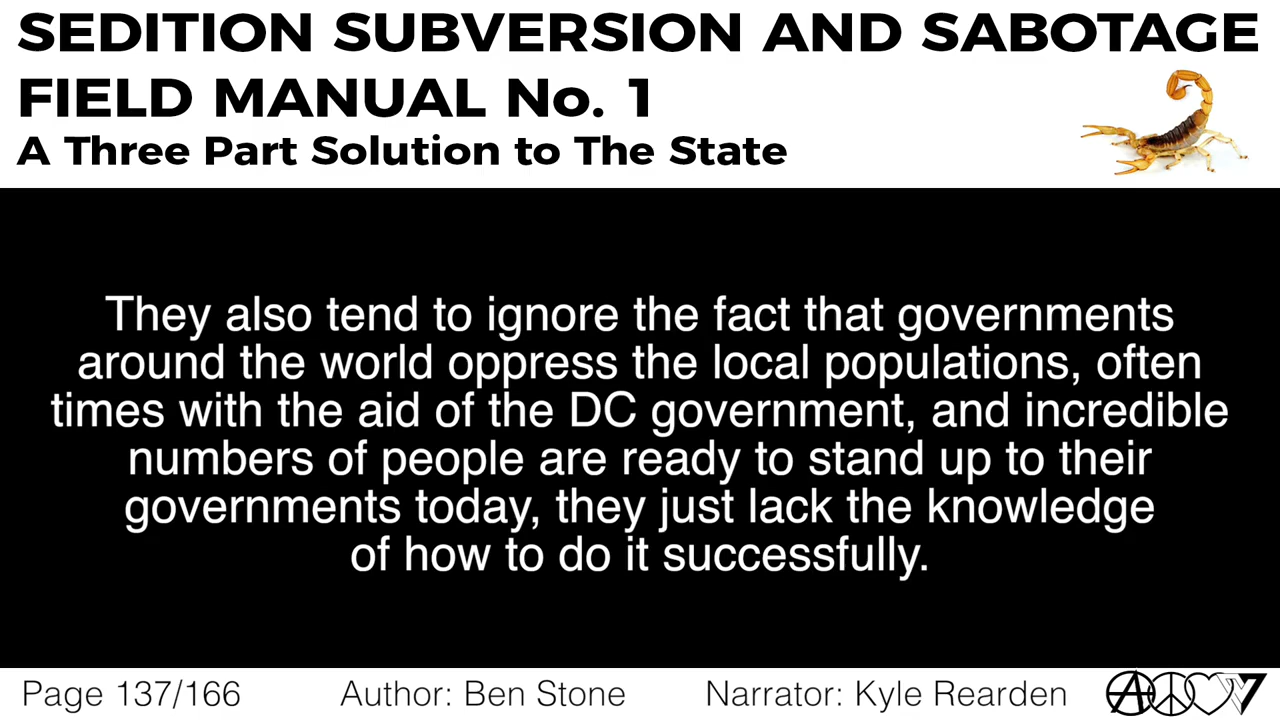 SEDITION SUBVERSION AND SABOTAGE
FIELD MANUAL No. 1
A Three Part Solution to The State
They also tend to ignore the fact that governments
around the world oppress the local populations, often
times with the aid of the DC government, and incredible
numbers of people are ready to stand up to their
governments today, they just lack the knowledge
of how to do it successfully.
Page 137/166 Author: Ben Stone Narrator: Kyle Rearden